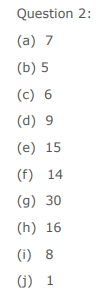 Question 2:
(a) 7
(b) 5
(c) 6
(d) 9
(e) 15
(f) 14
(g) 30
(h) 16
(i) 8
(j) 1